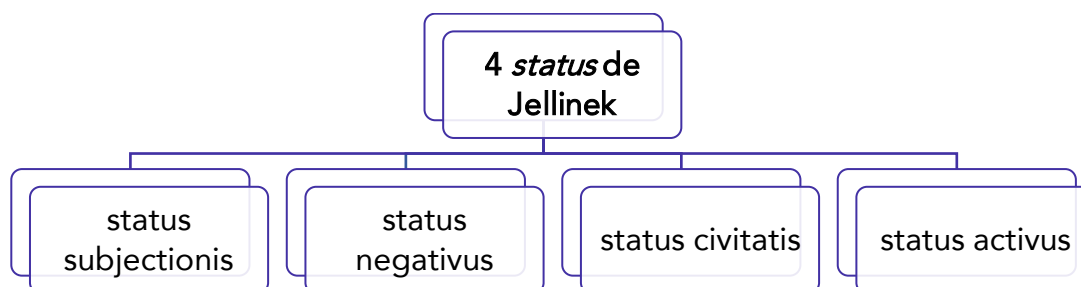 4 status de
Jellinek
status
subjectionis
status
negativus
status civitatis
status activus